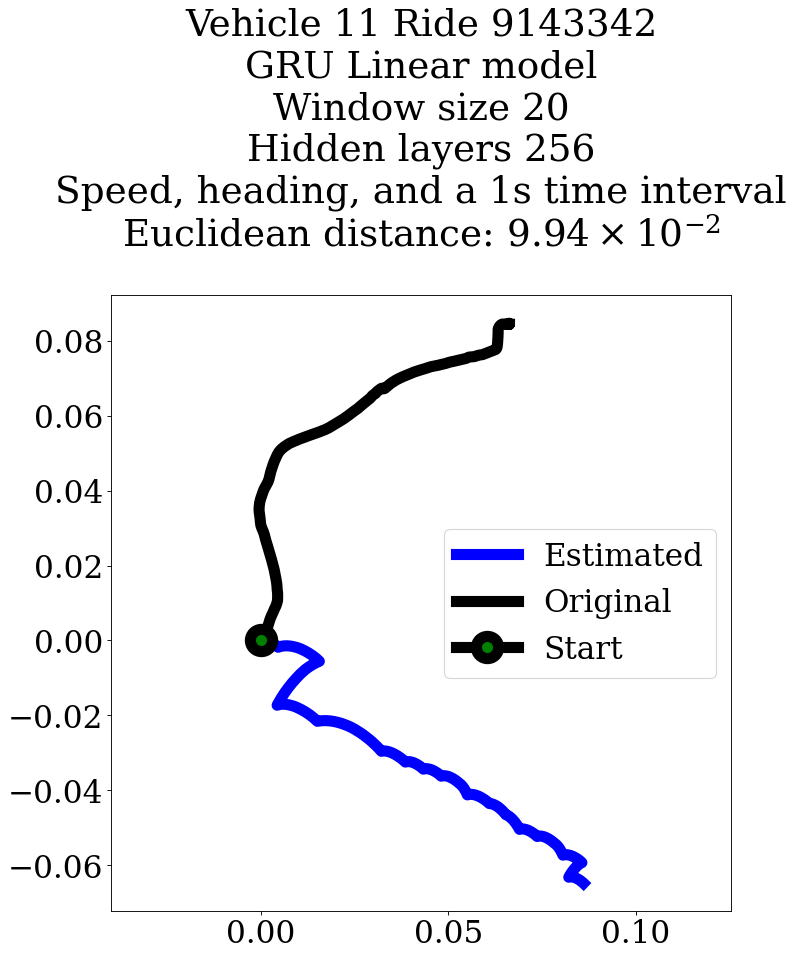 Vehicle 11 Ride 9143342
GRU Linear model
Window size 20
Hidden layers 256
Speed, heading, and a 1s time interval
Euclidean distance: 9.94 × 10⁻²
0.08
0.06
0.04
0.02
0.00
−0.02
−0.04
−0.06
Estimated
Original
Start
0.00 0.05 0.10